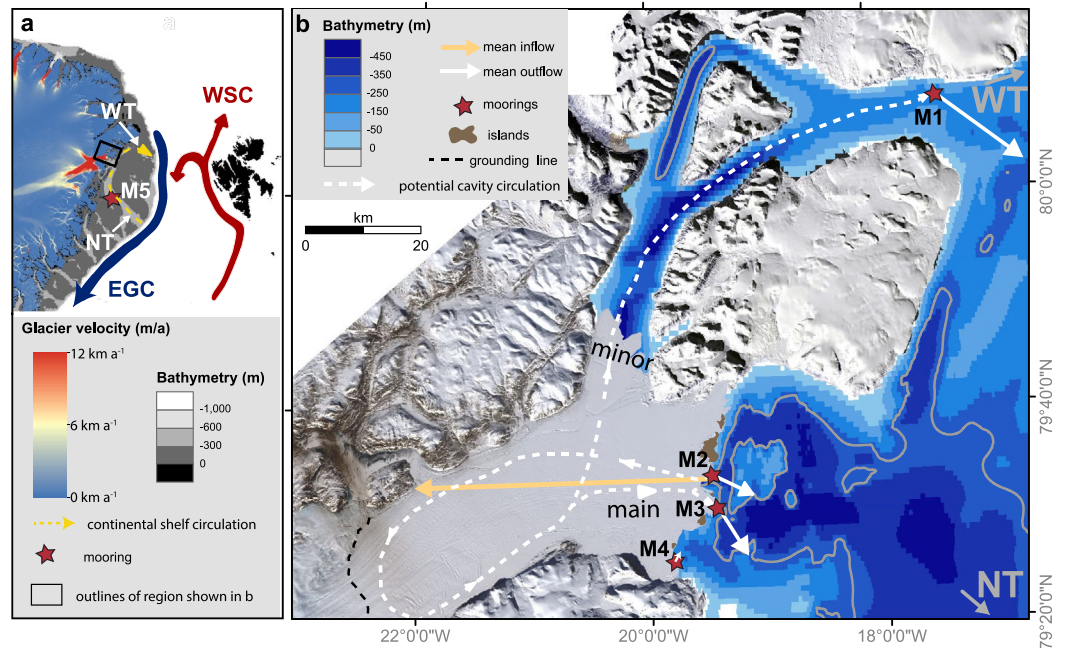 a
a
WT
WSC
M5
NT
EGC
Glacier velocity (m/a)
12 km a-1
6 km a-1
0 km a-1
Bathymetry (m)
-1,000
-600
-300
0
continental shelf circulation
mooring
outlines of region shown in b
b
Bathymetry (m)
-450
-350
-250
-150
-50
0
mean inflow
mean outflow
moorings
islands
grounding line
potential cavity circulation
km
0
20
WT
M1
minor
M2
M3
main
M4
NT
80°0'0"N
79°40'0"N
79°20'0"N
22°0'0"W
20°0'0"W
18°0'0"W